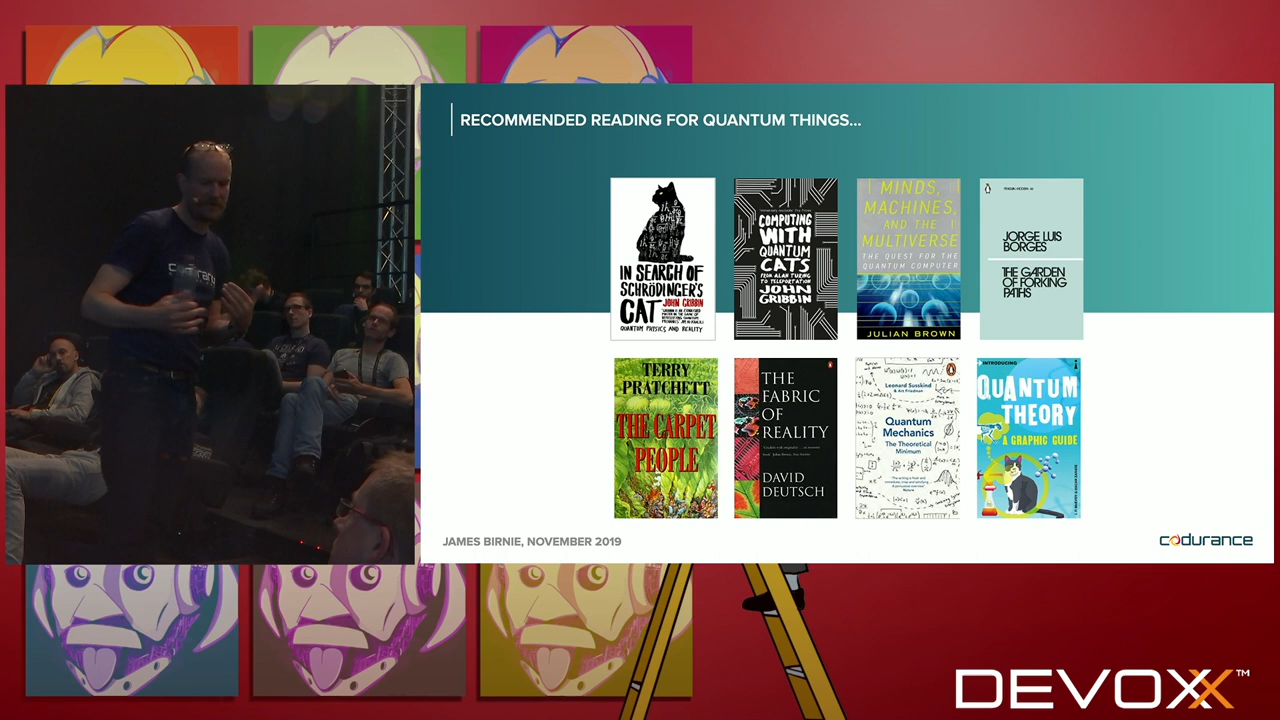 RECOMMENDED READING FOR QUANTUM THINGS...
IN SEARCH OF
SCHRÖDINGER'S
CAT JOHN GRIBBIN
QUANTUM PHYSICS AND REALITY
COMPUTING
WITH
QUANTUM
CATS
FROM ALAN TURING
TO TELEPORTATION
JOHN
GRIBBIN
MINDS,
MACHINES,
AND THE
MULTIVERSE
THE QUEST FOR THE
QUANTUM COMPUTER
JULIAN BROWN
JORGE LUIS
BORGES
THE GARDEN
OF FORKING
PATHS
TERRY
PRATCHETT
THE CARPET
PEOPLE
THE
FABRIC
OF
REALITY
DAVID
DEUTSCH
Leonard Susskind
& Art Friedman
Quantum
Mechanics
The Theoretical
Minimum
INTRODUCING
QUANTUM
THEORY
A GRAPHIC GUIDE
JAMES BIRNIE, NOVEMBER 2019
codurance
DEVOXX™